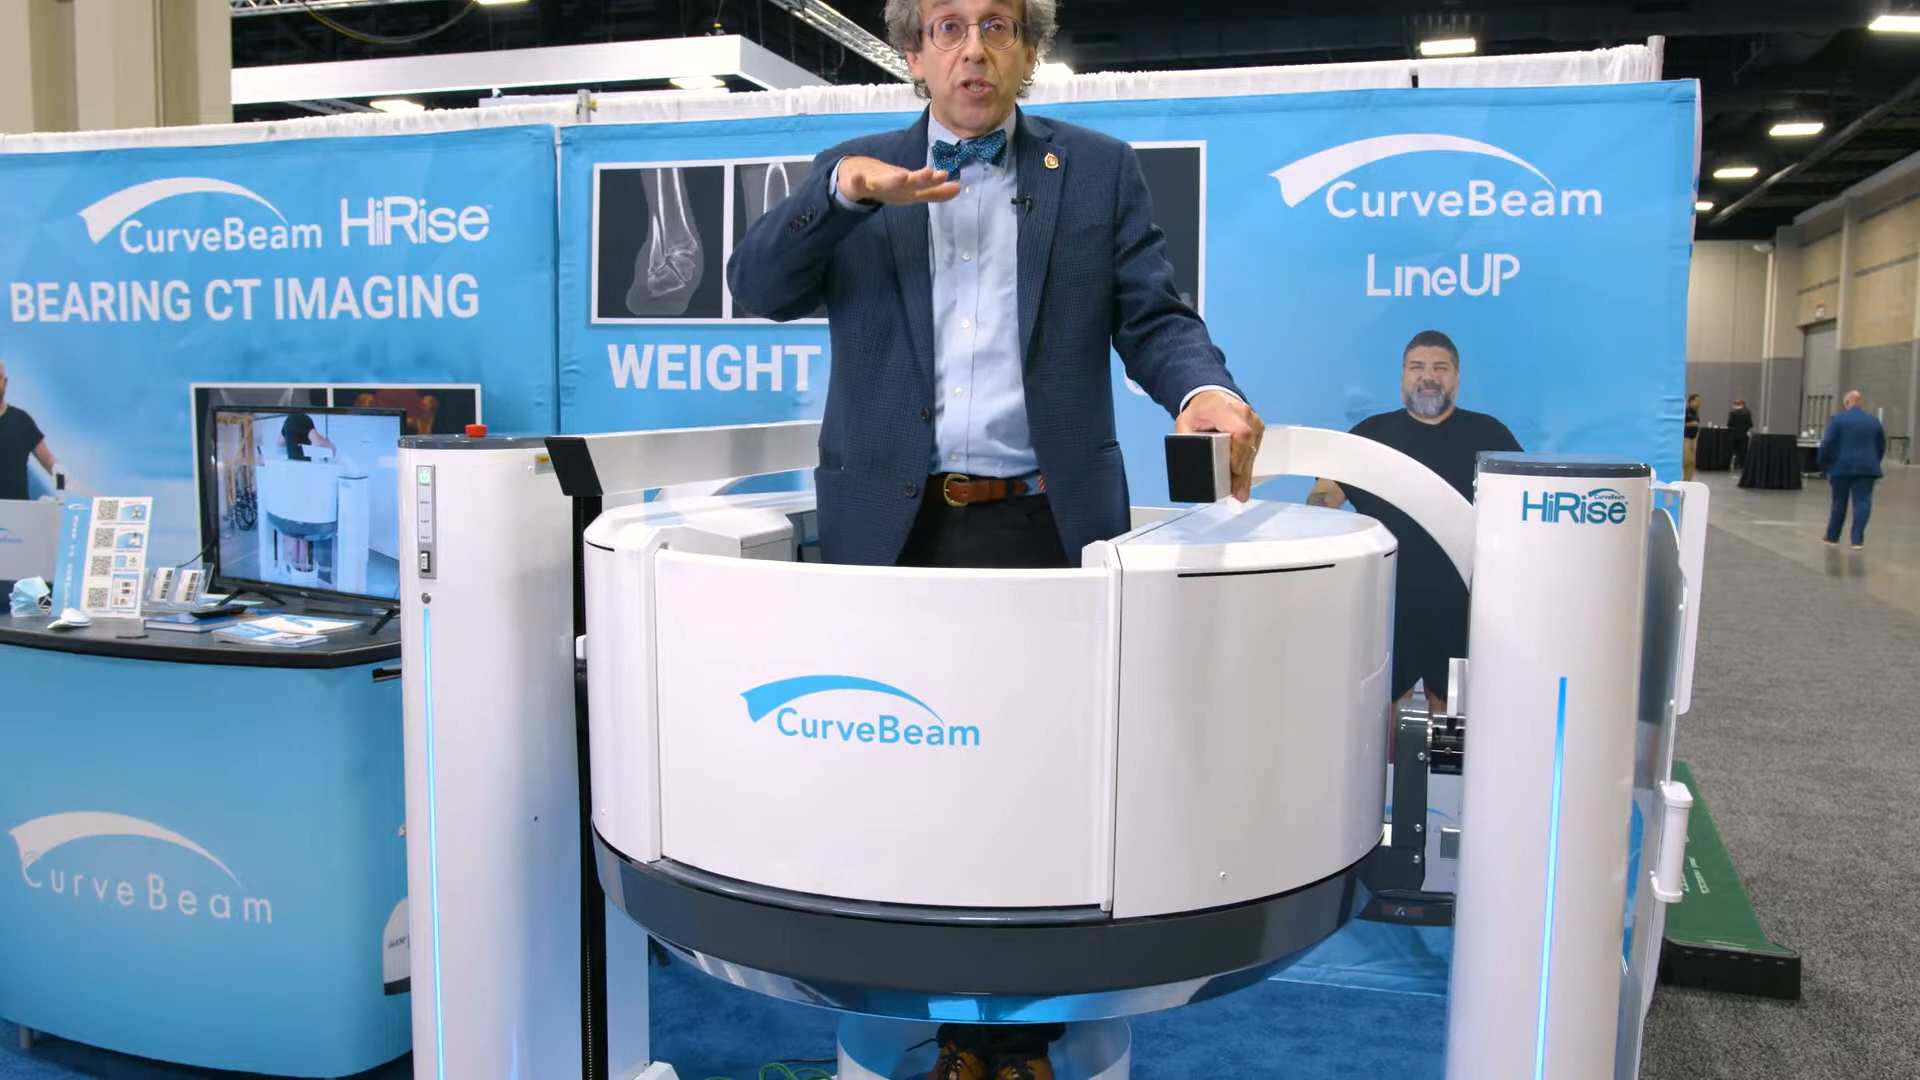 CurveBeam HiRise
BEARING CT IMAGING
WEIGHT
CurveBeam
LineUP
CurveBeam
HiRise
CurveBeam
CurveBeam